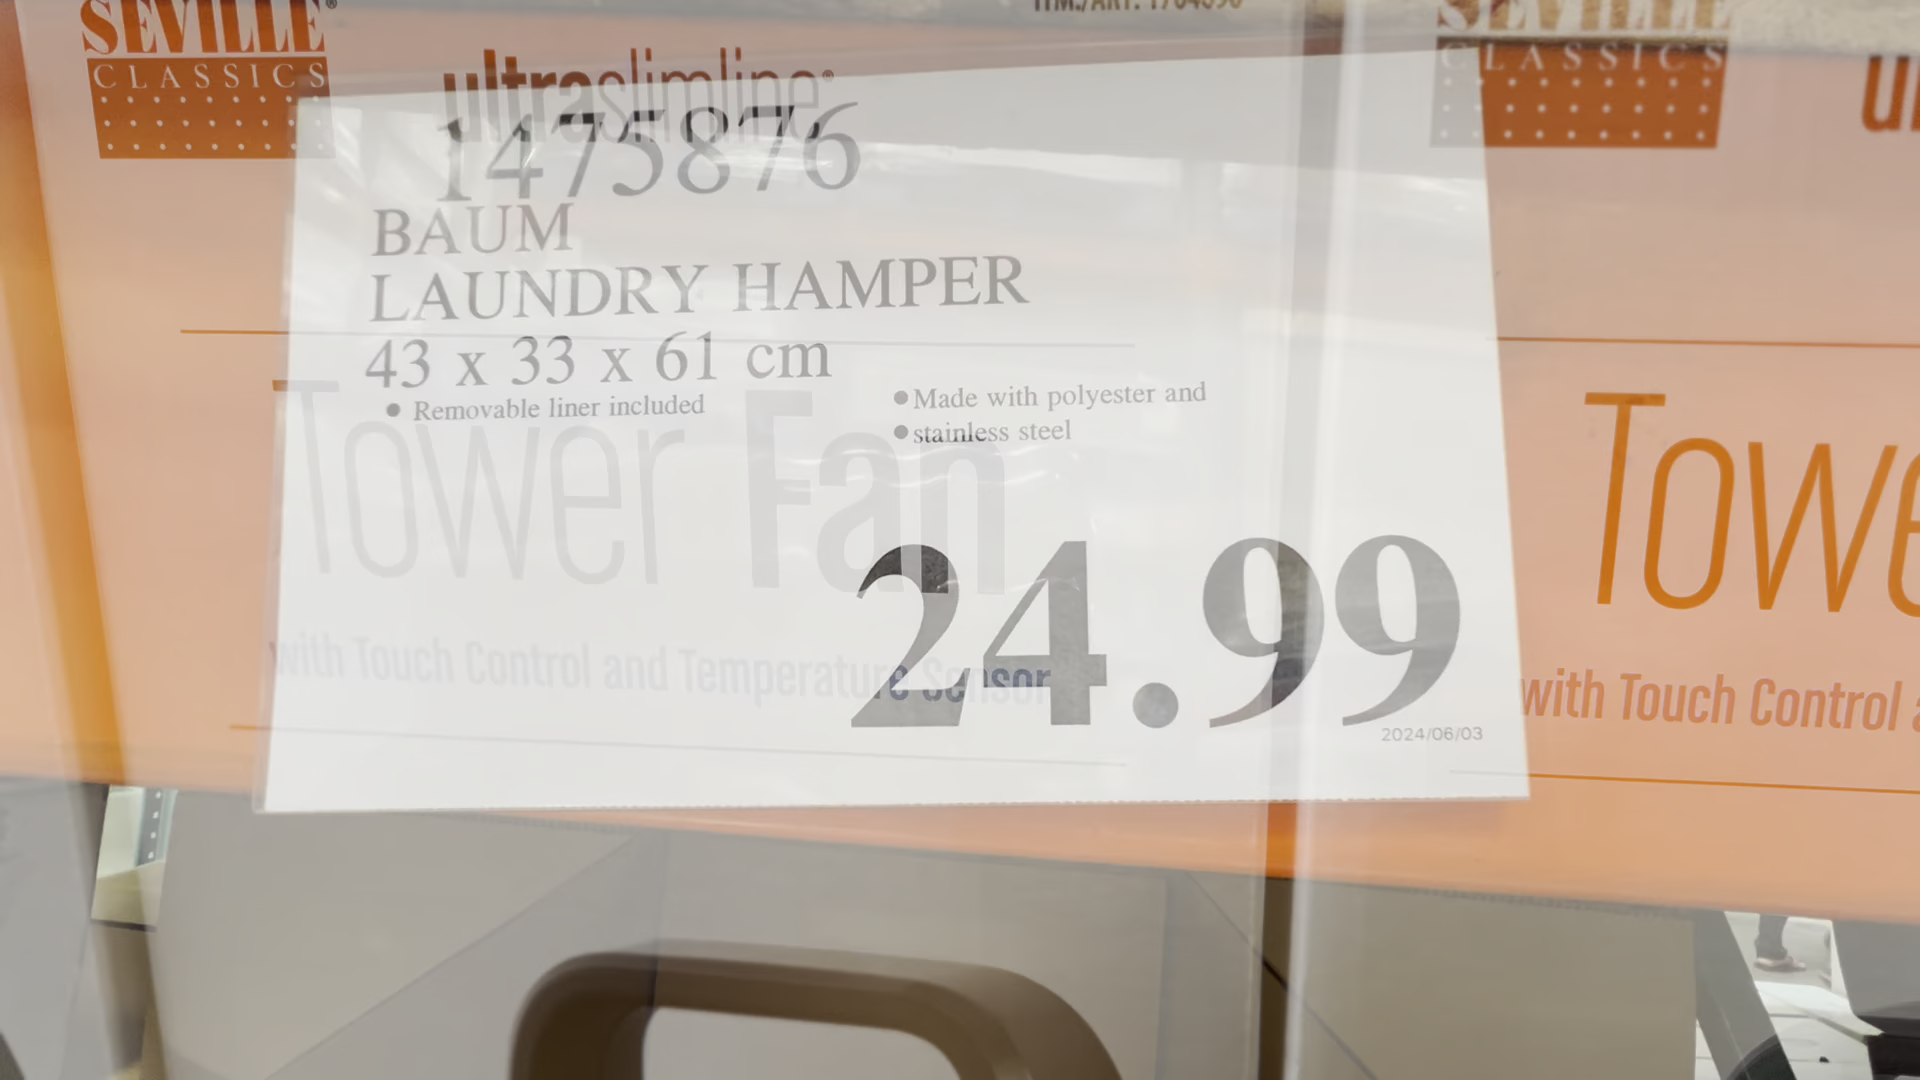 SEVILLE®
CLASSICS
ultraslimline®
Tower Fan
with Touch Control and Temperature Sensor
1475876
BAUM
LAUNDRY HAMPER
43 x 33 x 61 cm
• Removable liner included
• Made with polyester and
• stainless steel
24.99
2024/06/03
SEVILLE
CLASSICS
with Touch Control